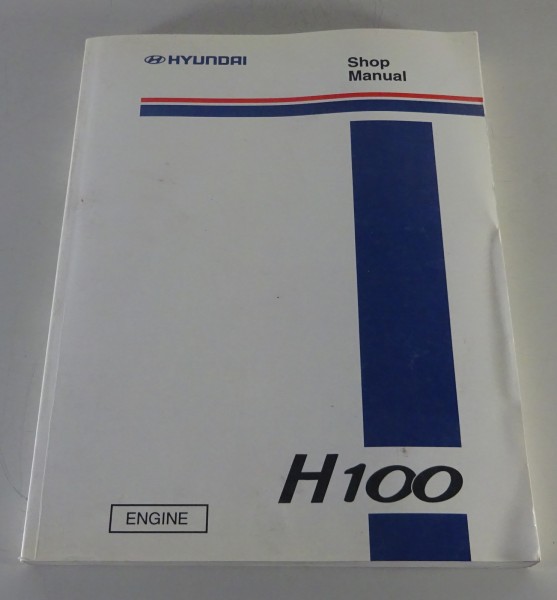 HYUNDAI
Shop
Manual
H100
ENGINE